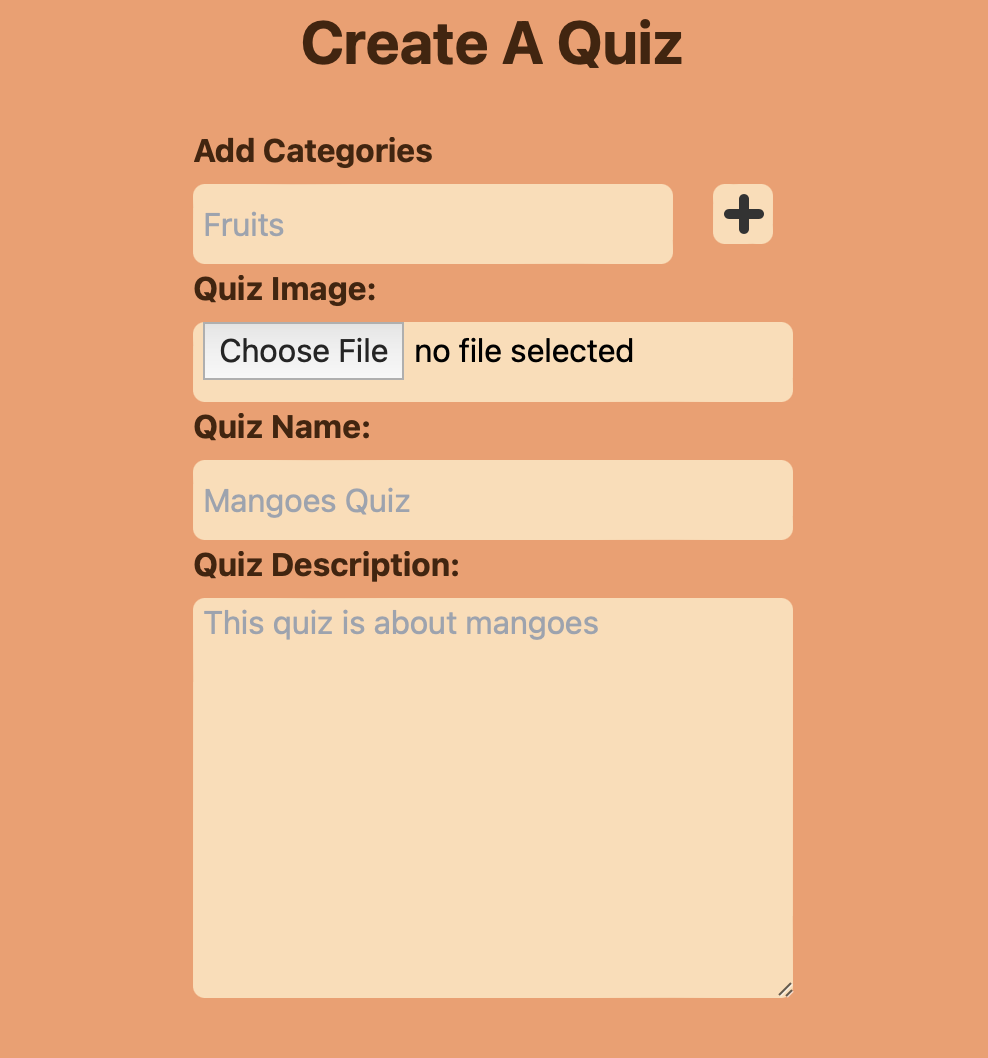 Create A Quiz
Add Categories
Fruits
Quiz Image:
Choose File no file selected
Quiz Name:
Mangoes Quiz
Quiz Description:
This quiz is about mangoes